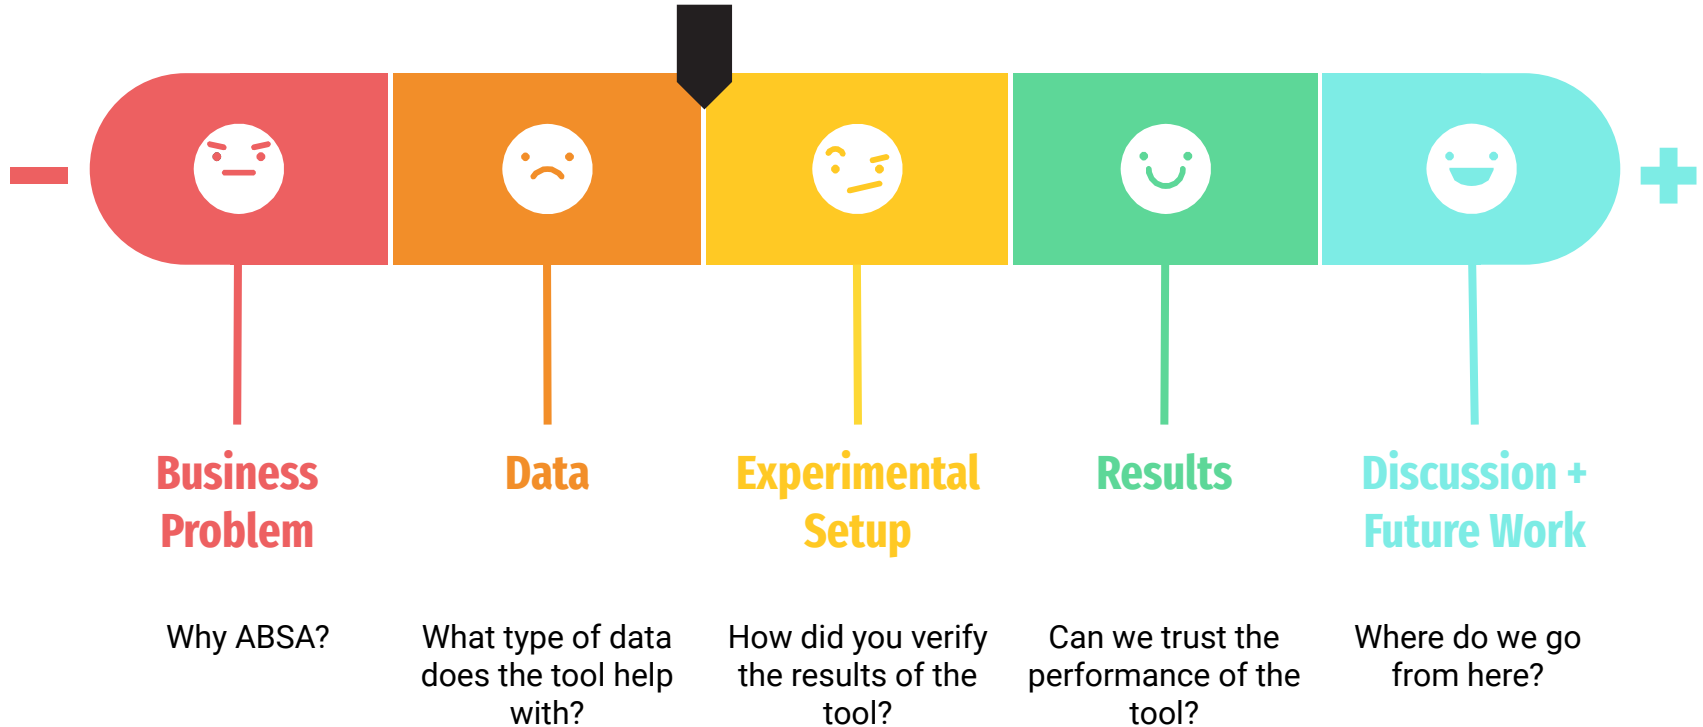 Business
Problem
Why ABSA?
Data
What type of data
does the tool help
with?
Experimental
Setup
How did you verify
the results of the
tool?
Results
Can we trust the
performance of the
tool?
Discussion +
Future Work
Where do we go
from here?